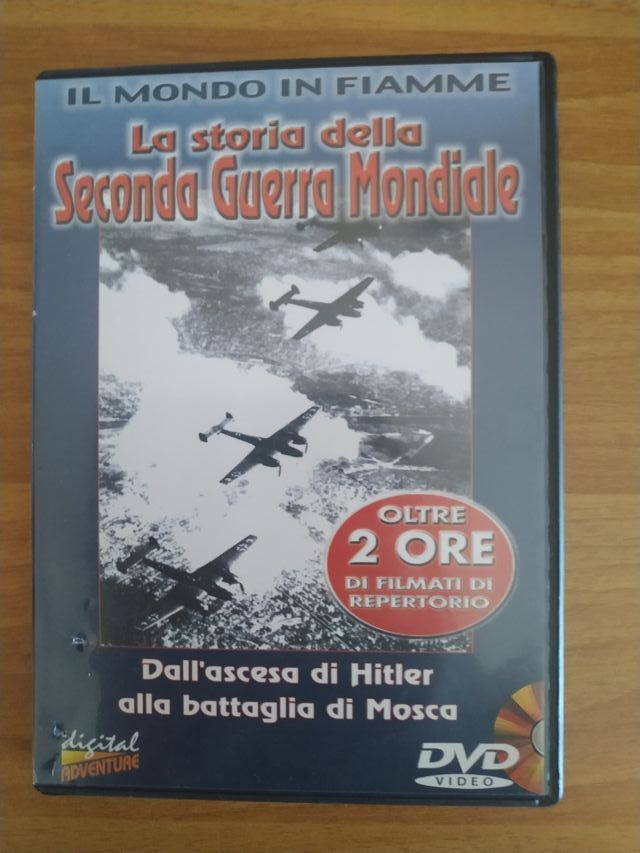 IL MONDO IN FIAMME
La storia della
Seconda Guerra Mondiale
OLTRE
2 ORE
DI FILMATI DI
REPERTORIO
Dall'ascesa di Hitler
alla battaglia di Mosca
digital
ADVENTURE
DVD
VIDEO